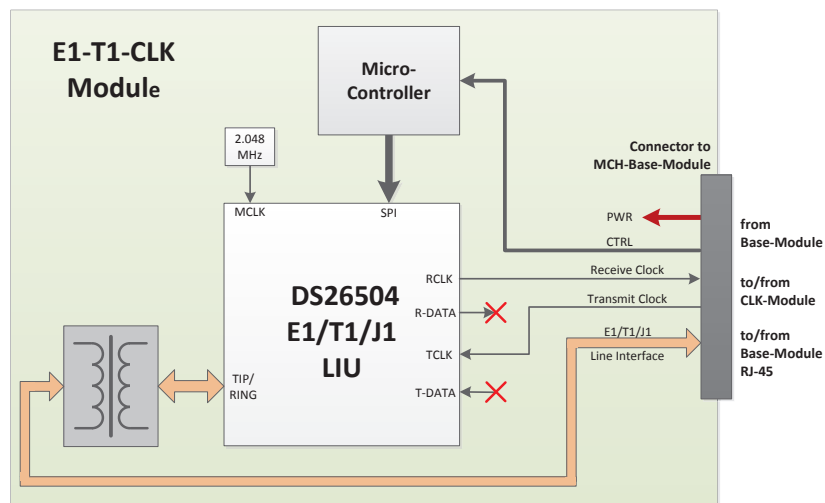 E1-T1-CLK
Module
Micro-
Controller
2.048
MHz
Connector to
MCH-Base-Module
MCLK
SPI
PWR
CTRL
from
Base-Module
DS26504
E1/T1/J1
LIU
RCLK
Receive Clock
R-DATA
Transmit Clock
to/from
CLK-Module
TCLK
E1/T1/J1
Line Interface
to/from
Base-Module
RJ-45
TIP/
RING
T-DATA